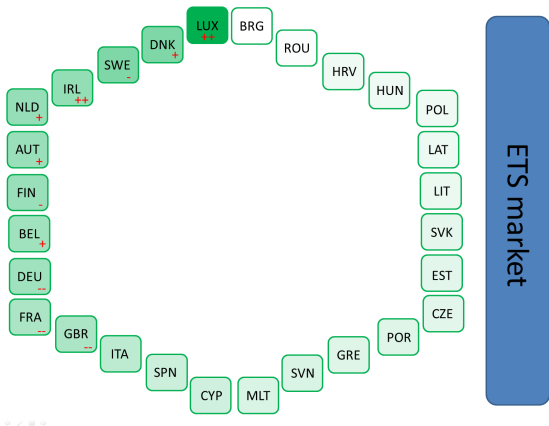 LUX
++
BRG
DNK
+
ROU
SWE
-
HRV
IRL
++
HUN
NLD
+
POL
AUT
+
LAT
FIN
-
LIT
BEL
+
SVK
DEU
--
EST
FRA
--
CZE
GBR
--
POR
ITA
GRE
SPN
SVN
CYP
MLT
ETS market